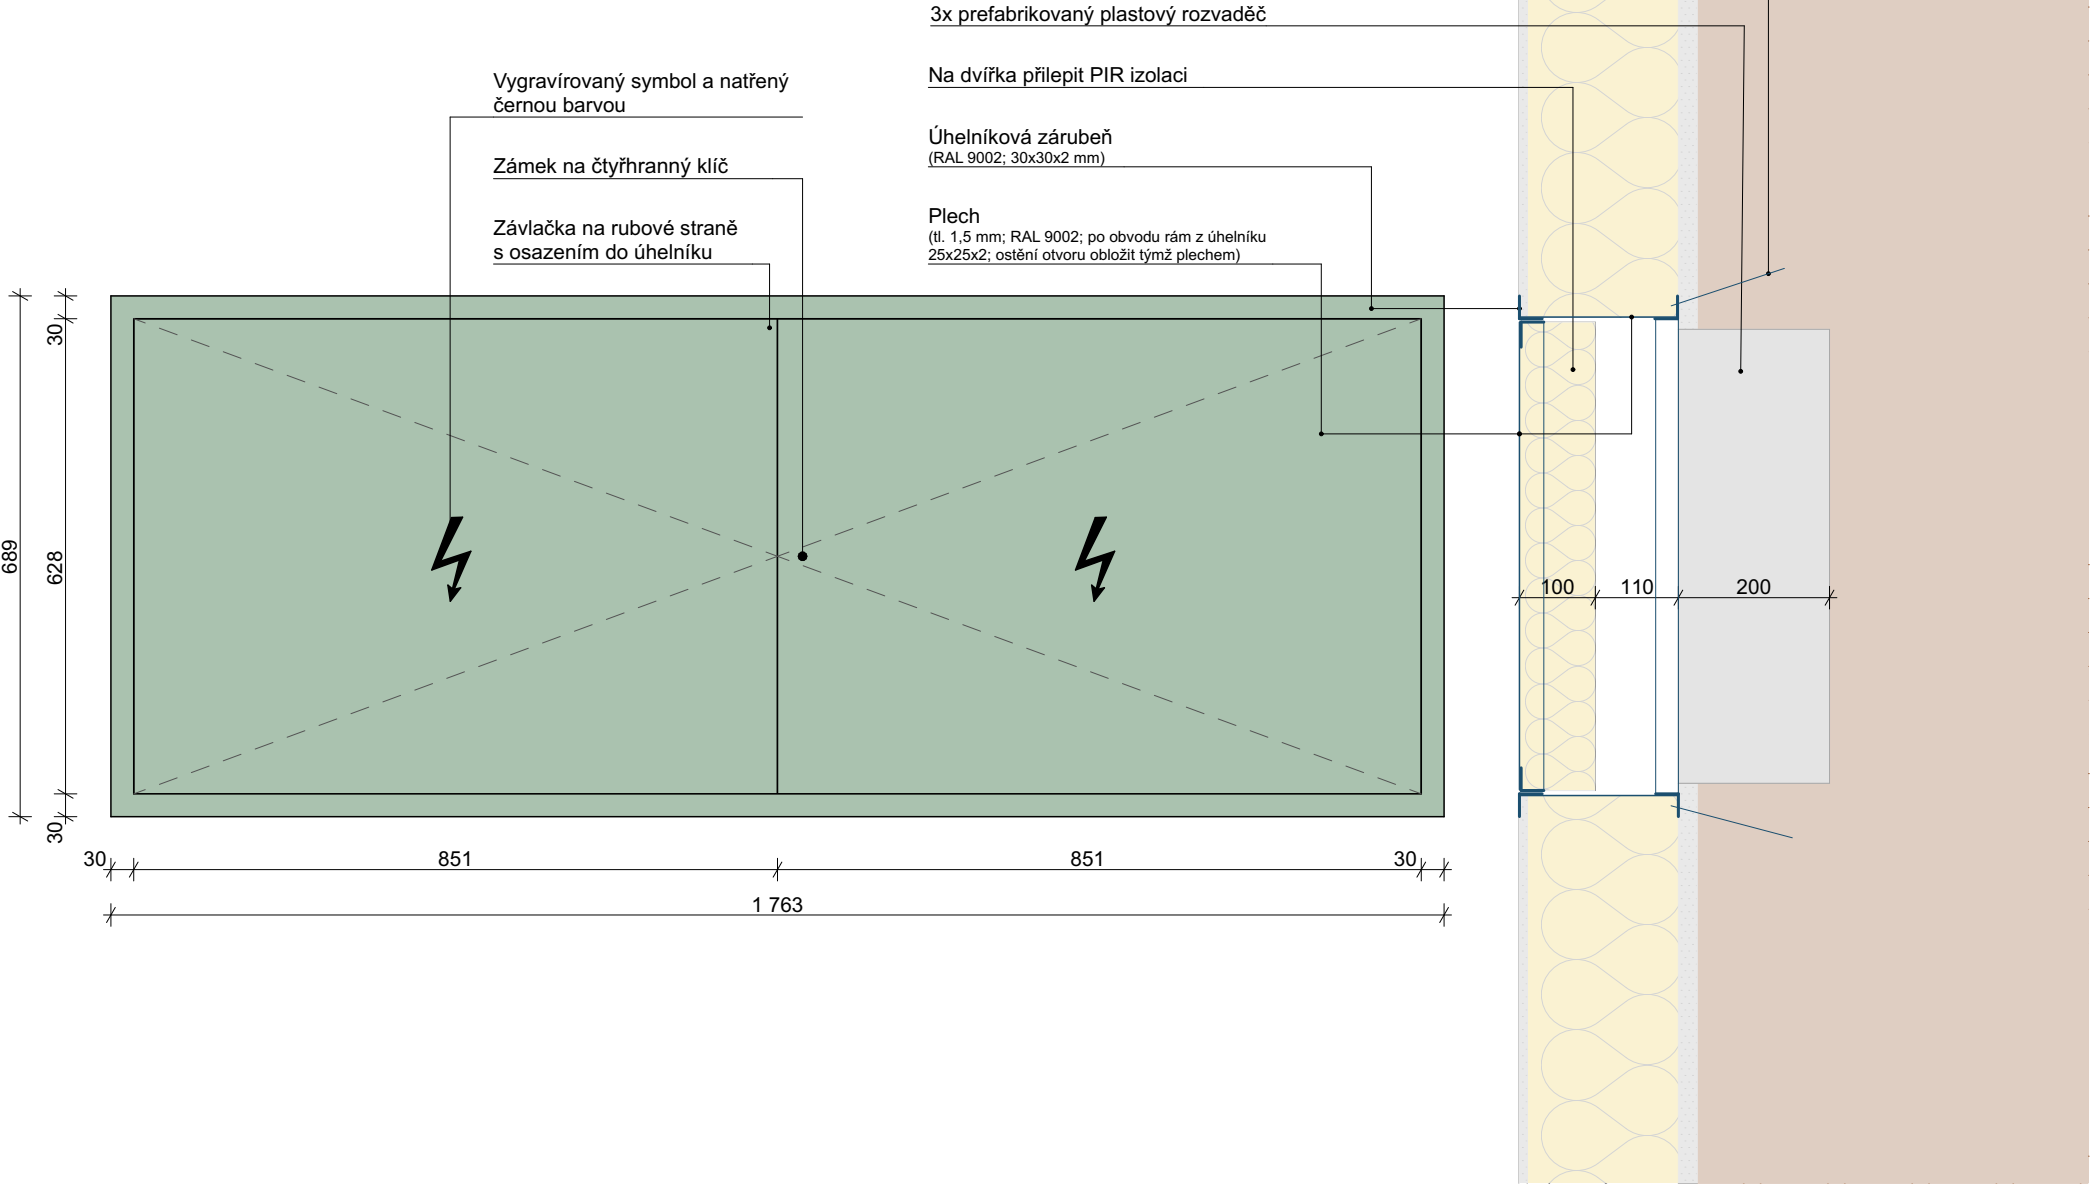 3x prefabrikovaný plastový rozvaděč
Na dvířka přilepit PIR izolaci
Vygravírovaný symbol a natřený
černou barvou
Úhelníková zárubeň
(RAL 9002; 30x30x2 mm)
Zámek na čtyřhranný klíč
Plech
(tl. 1,5 mm; RAL 9002; po obvodu rám z úhelníku
25x25x2; ostění otvoru obložit týmž plechem)
Závlačka na rubové straně
s osazením do úhelníku
30
689
628
30
100
110
200
30
851
851
30
1 763